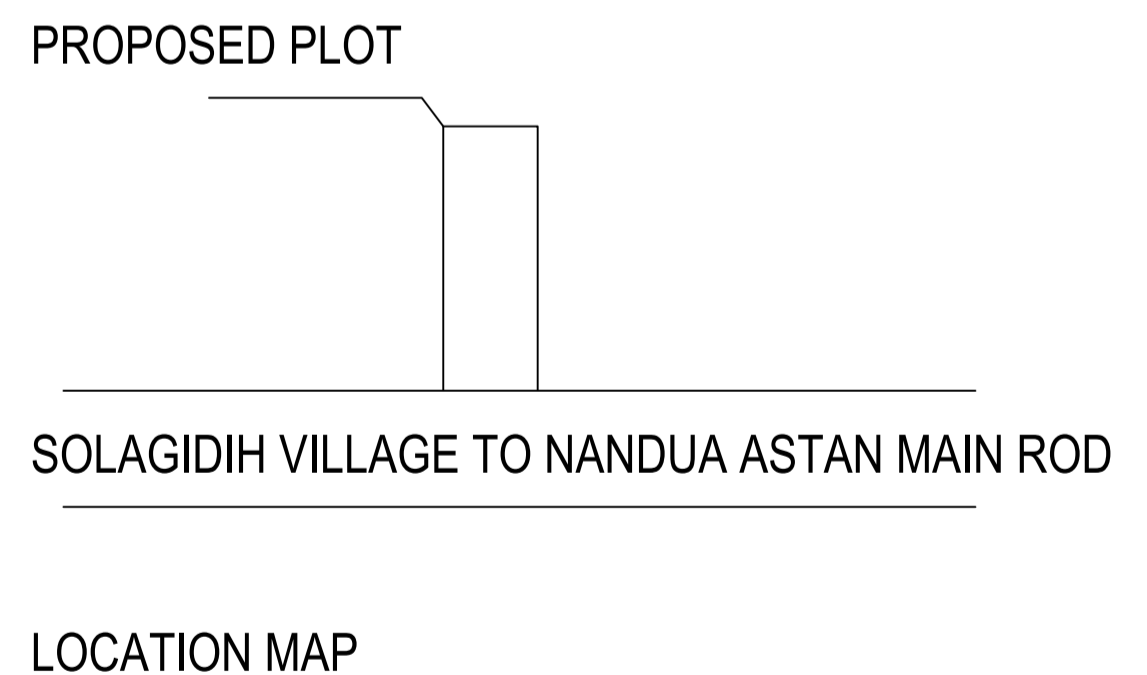 PROPOSED PLOT
SOLAGIDIH VILLAGE TO NANDUA ASTAN MAIN ROD
LOCATION MAP